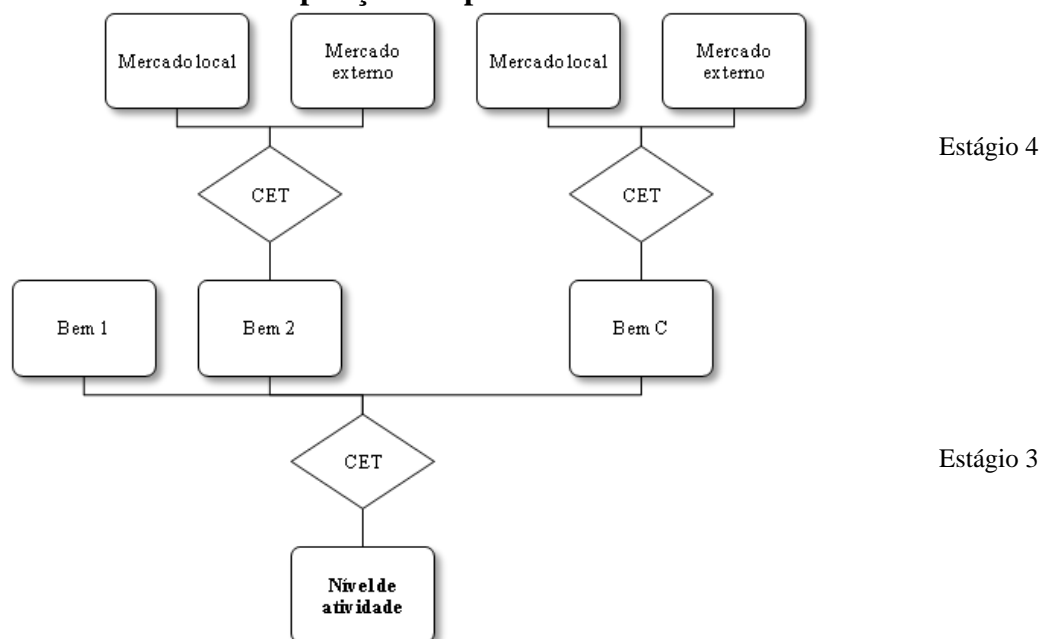 Mercado local
Mercado
externo
Mercado local
Mercado
externo
Estágio 4
CET
CET
Bem 1
Bem 2
Bem C
CET
Estágio 3
Nível de
atividade